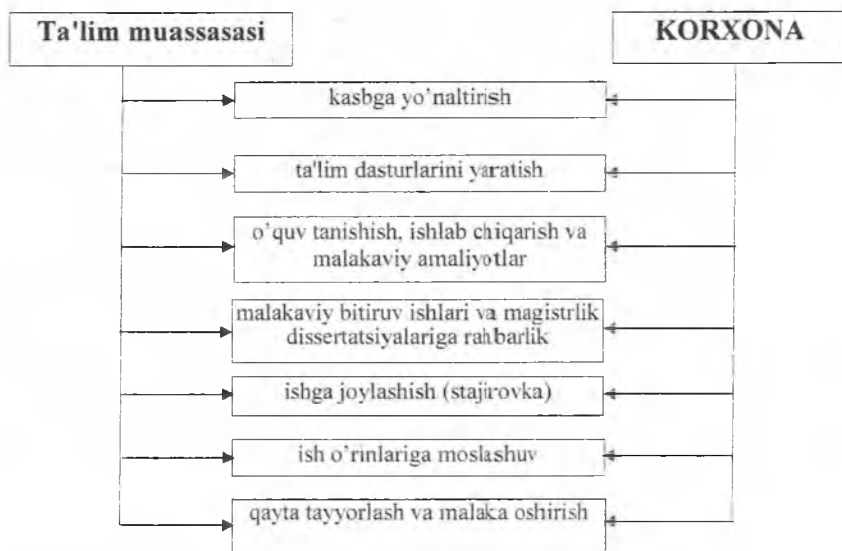 Ta'lim muassasasi
KORXONA
kasbga yo'naltirish
ta'lim dasturlarini yaratish
o'quv tanishish, ishlab chiqarish va
malakaviy amaliyotlar
malakaviy bitiruv ishlari va magistrlik
dissertatsiyalariga rahbarlik
ishga joylashish (stajirovka)
ish o'rinlariga moslashuv
qayta tayyorlash va malaka oshirish